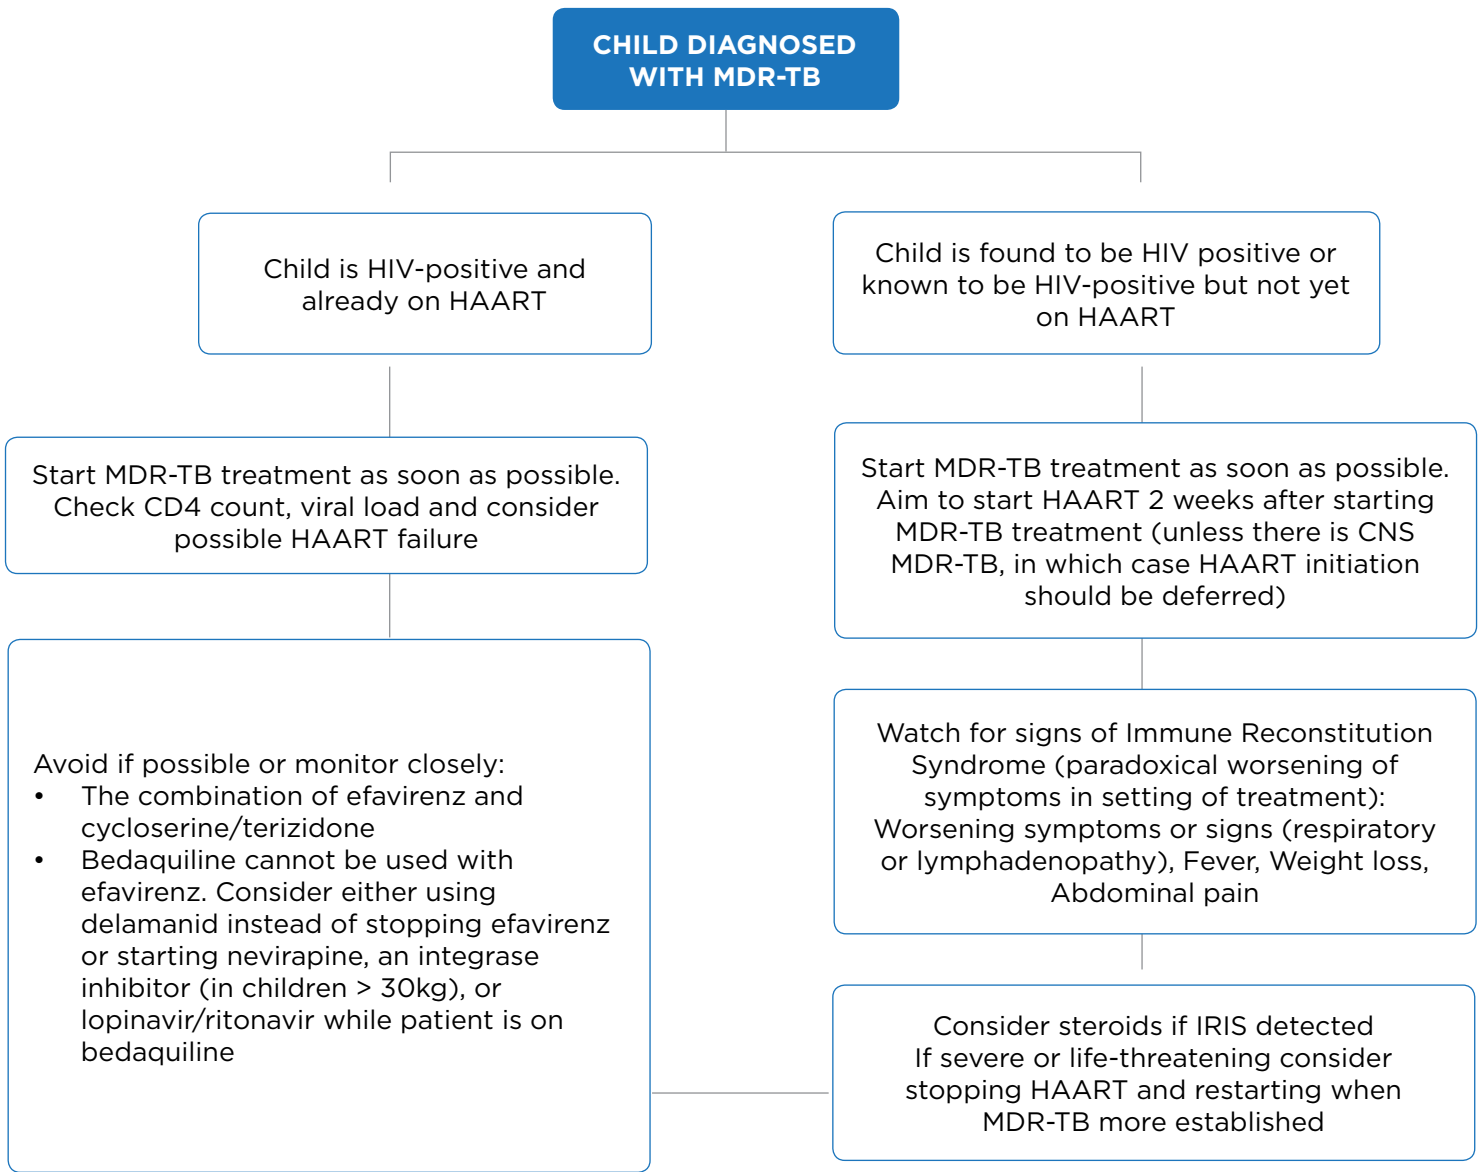 CHILD DIAGNOSED
WITH MDR-TB
Child is HIV-positive and
already on HAART
Child is found to be HIV positive or
known to be HIV-positive but not yet
on HAART
Start MDR-TB treatment as soon as possible.
Check CD4 count, viral load and consider
possible HAART failure
Start MDR-TB treatment as soon as possible.
Aim to start HAART 2 weeks after starting
MDR-TB treatment (unless there is CNS
MDR-TB, in which case HAART initiation
should be deferred)
Avoid if possible or monitor closely:
• The combination of efavirenz and
cycloserine/terizidone
• Bedaquiline cannot be used with
efavirenz. Consider either using
delamanid instead of stopping efavirenz
or starting nevirapine, an integrase
inhibitor (in children > 30kg), or
lopinavir/ritonavir while patient is on
bedaquiline
Watch for signs of Immune Reconstitution
Syndrome (paradoxical worsening of
symptoms in setting of treatment):
Worsening symptoms or signs (respiratory
or lymphadenopathy), Fever, Weight loss,
Abdominal pain
Consider steroids if IRIS detected
If severe or life-threatening consider
stopping HAART and restarting when
MDR-TB more established